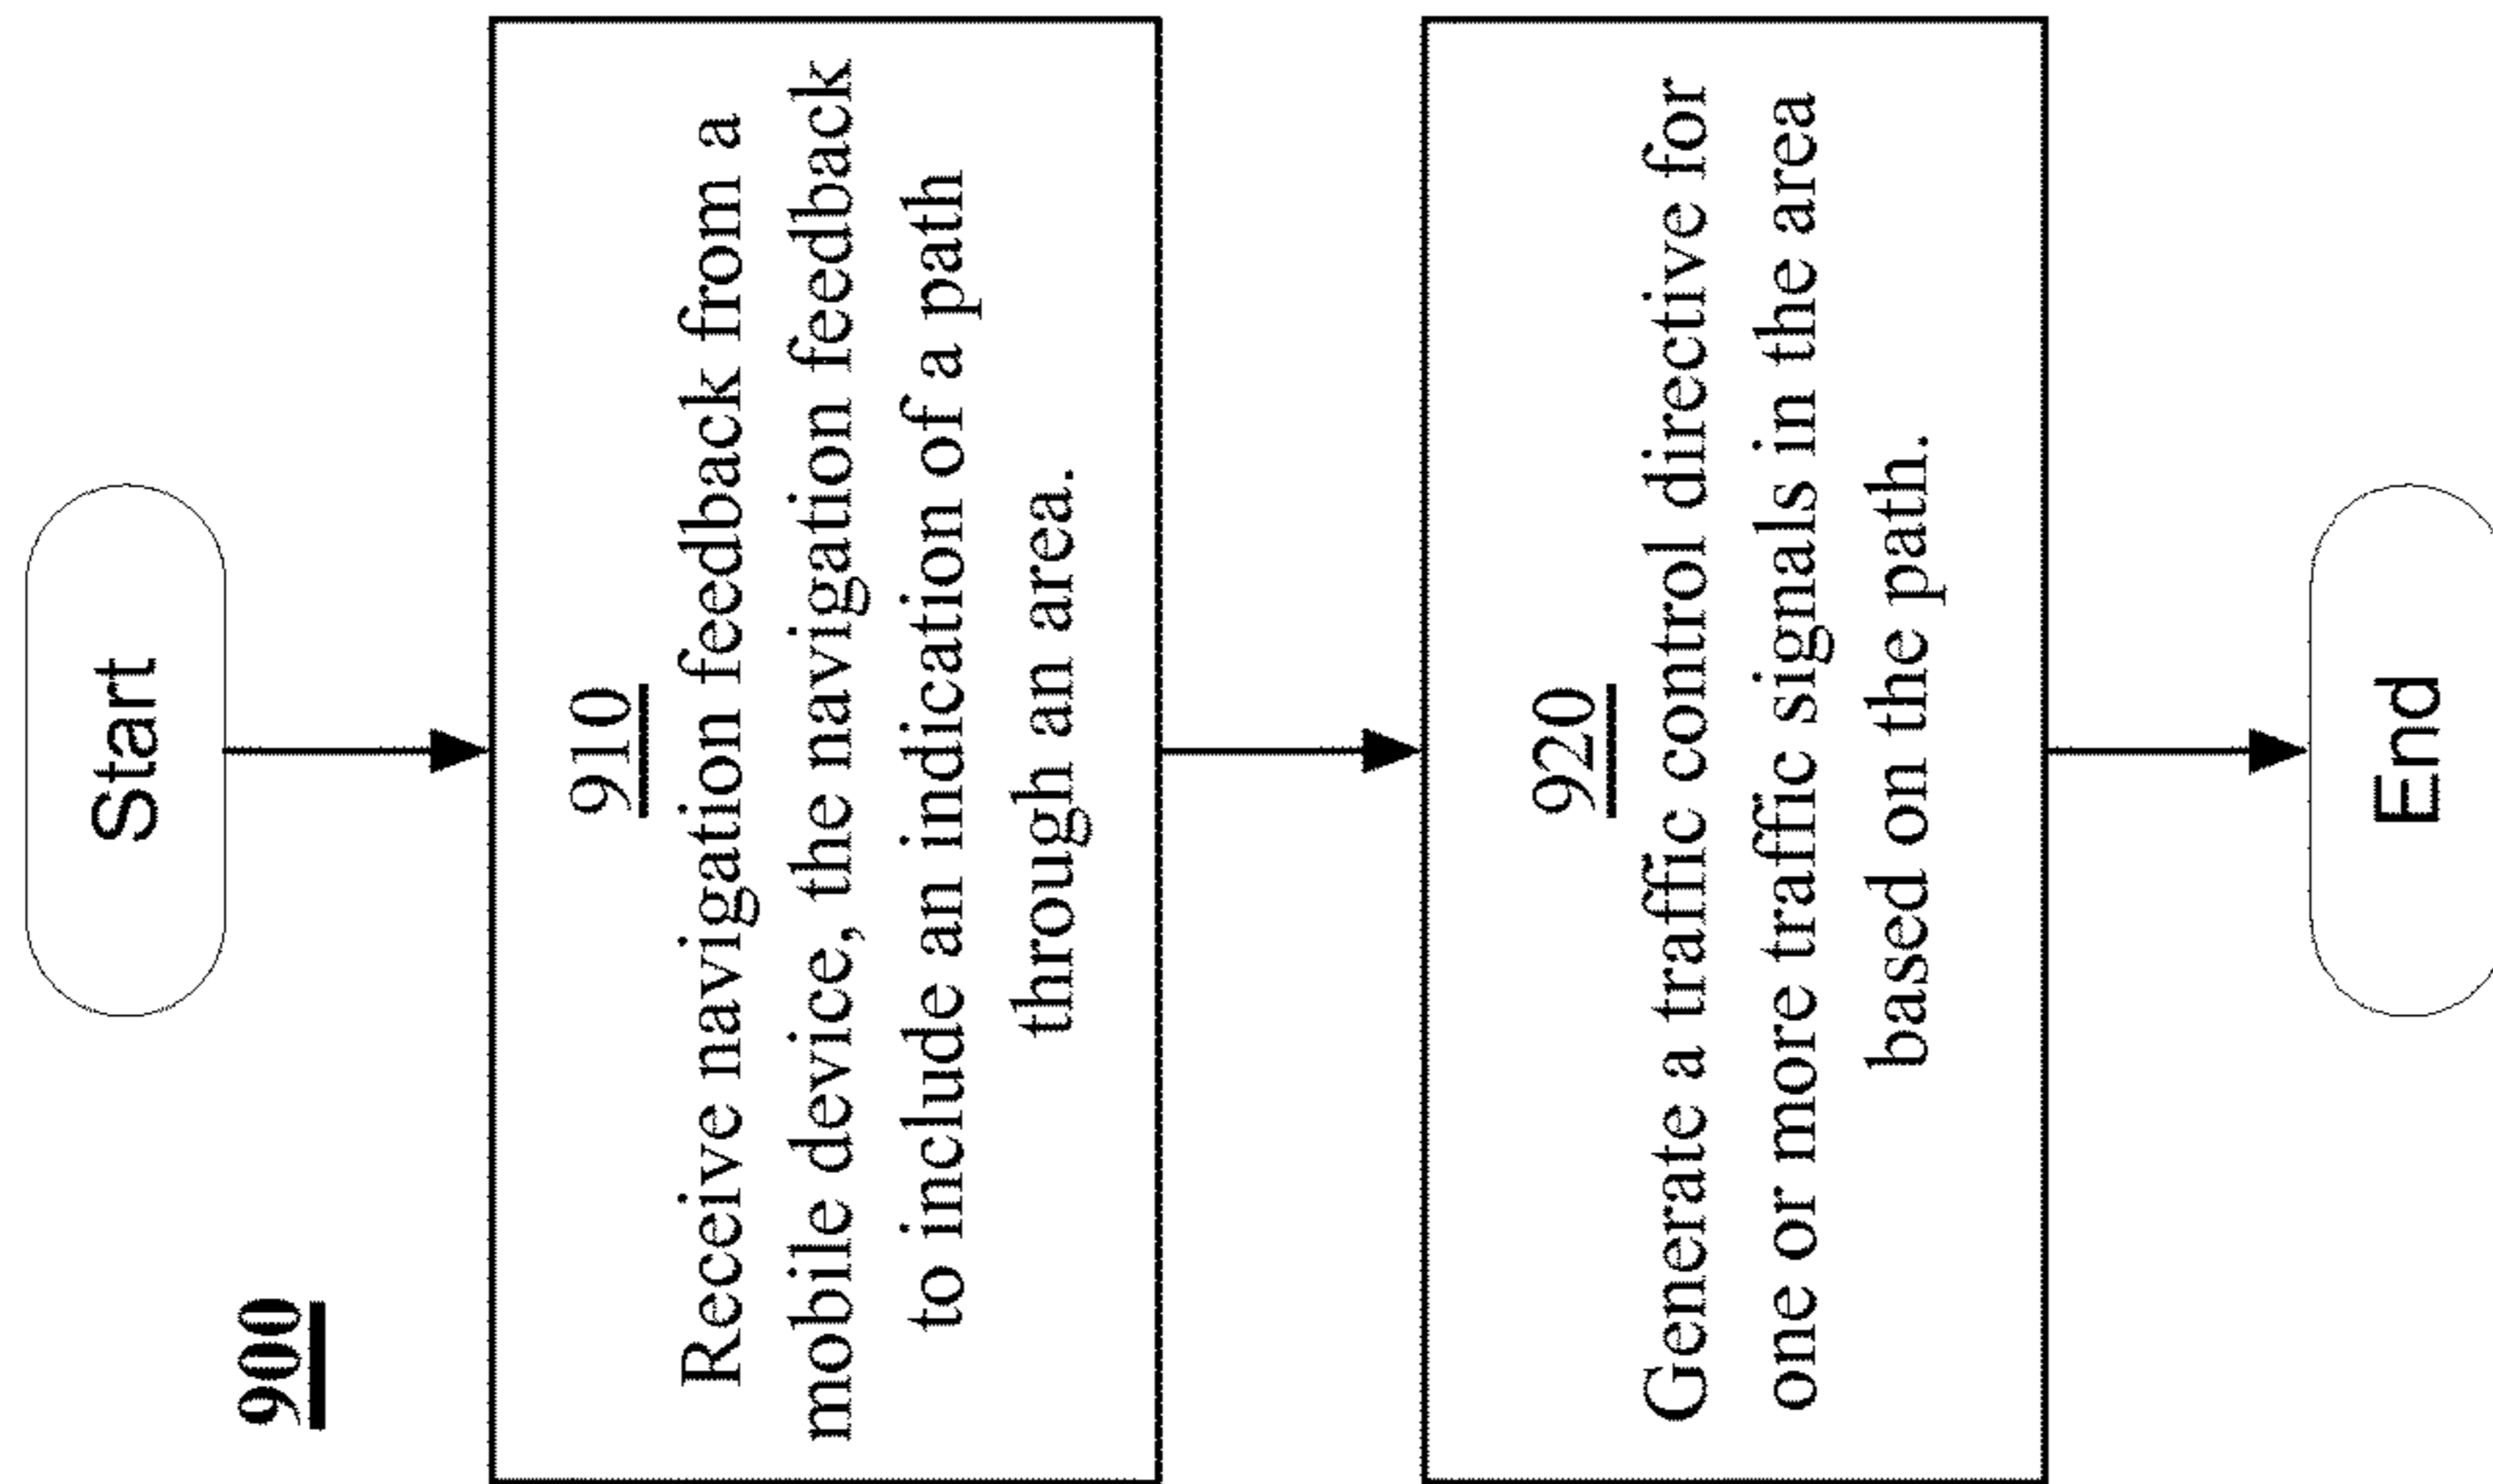 900
Start
910
Receive navigation feedback from a
mobile device, the navigation feedback
to include an indication of a path
through an area.
920
Generate a traffic control directive for
one or more traffic signals in the area
based on the path.
End